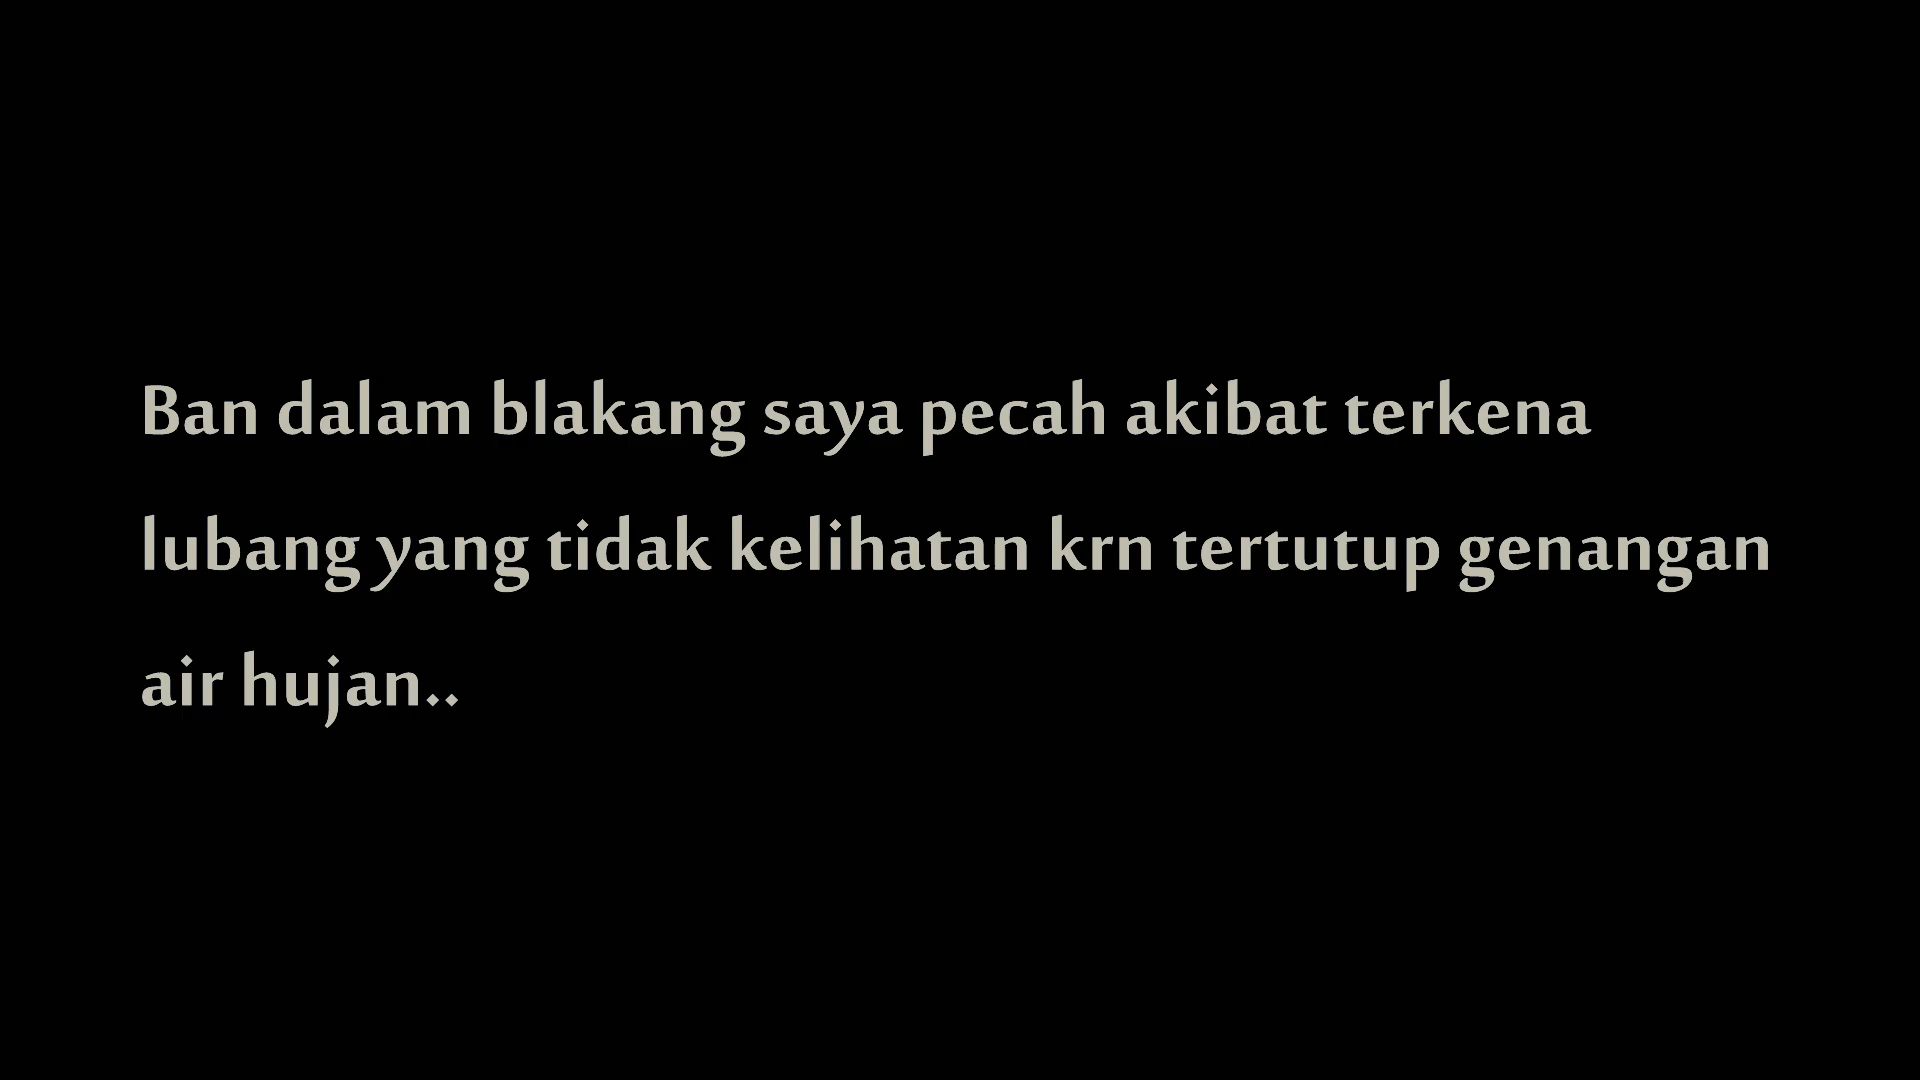 Ban dalam blakang saya pecah akibat terkena
lubang yang tidak kelihatan krn tertutup genangan
air hujan..